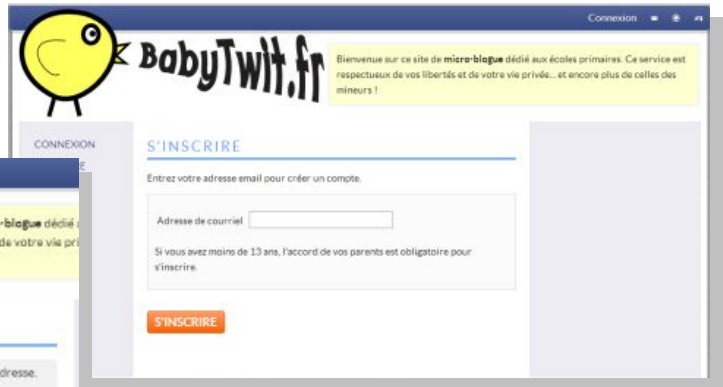 Connexion
BabyTwit.fr
Bienvenue sur ce site de micro-blogue dédié aux écoles primaires. Ce service est
respectueux de vos libertés et de votre vie privée... et encore plus de celles des
mineurs !
CONNEXION
E
S'INSCRIRE
Entrez votre adresse email pour créer un compte.
Adresse de courriel
Si vous avez moins de 13 ans, l'accord de vos parents est obligatoire pour
s'inscrire.
S'INSCRIRE
-blogue dédié
de votre vie pri
dresse.